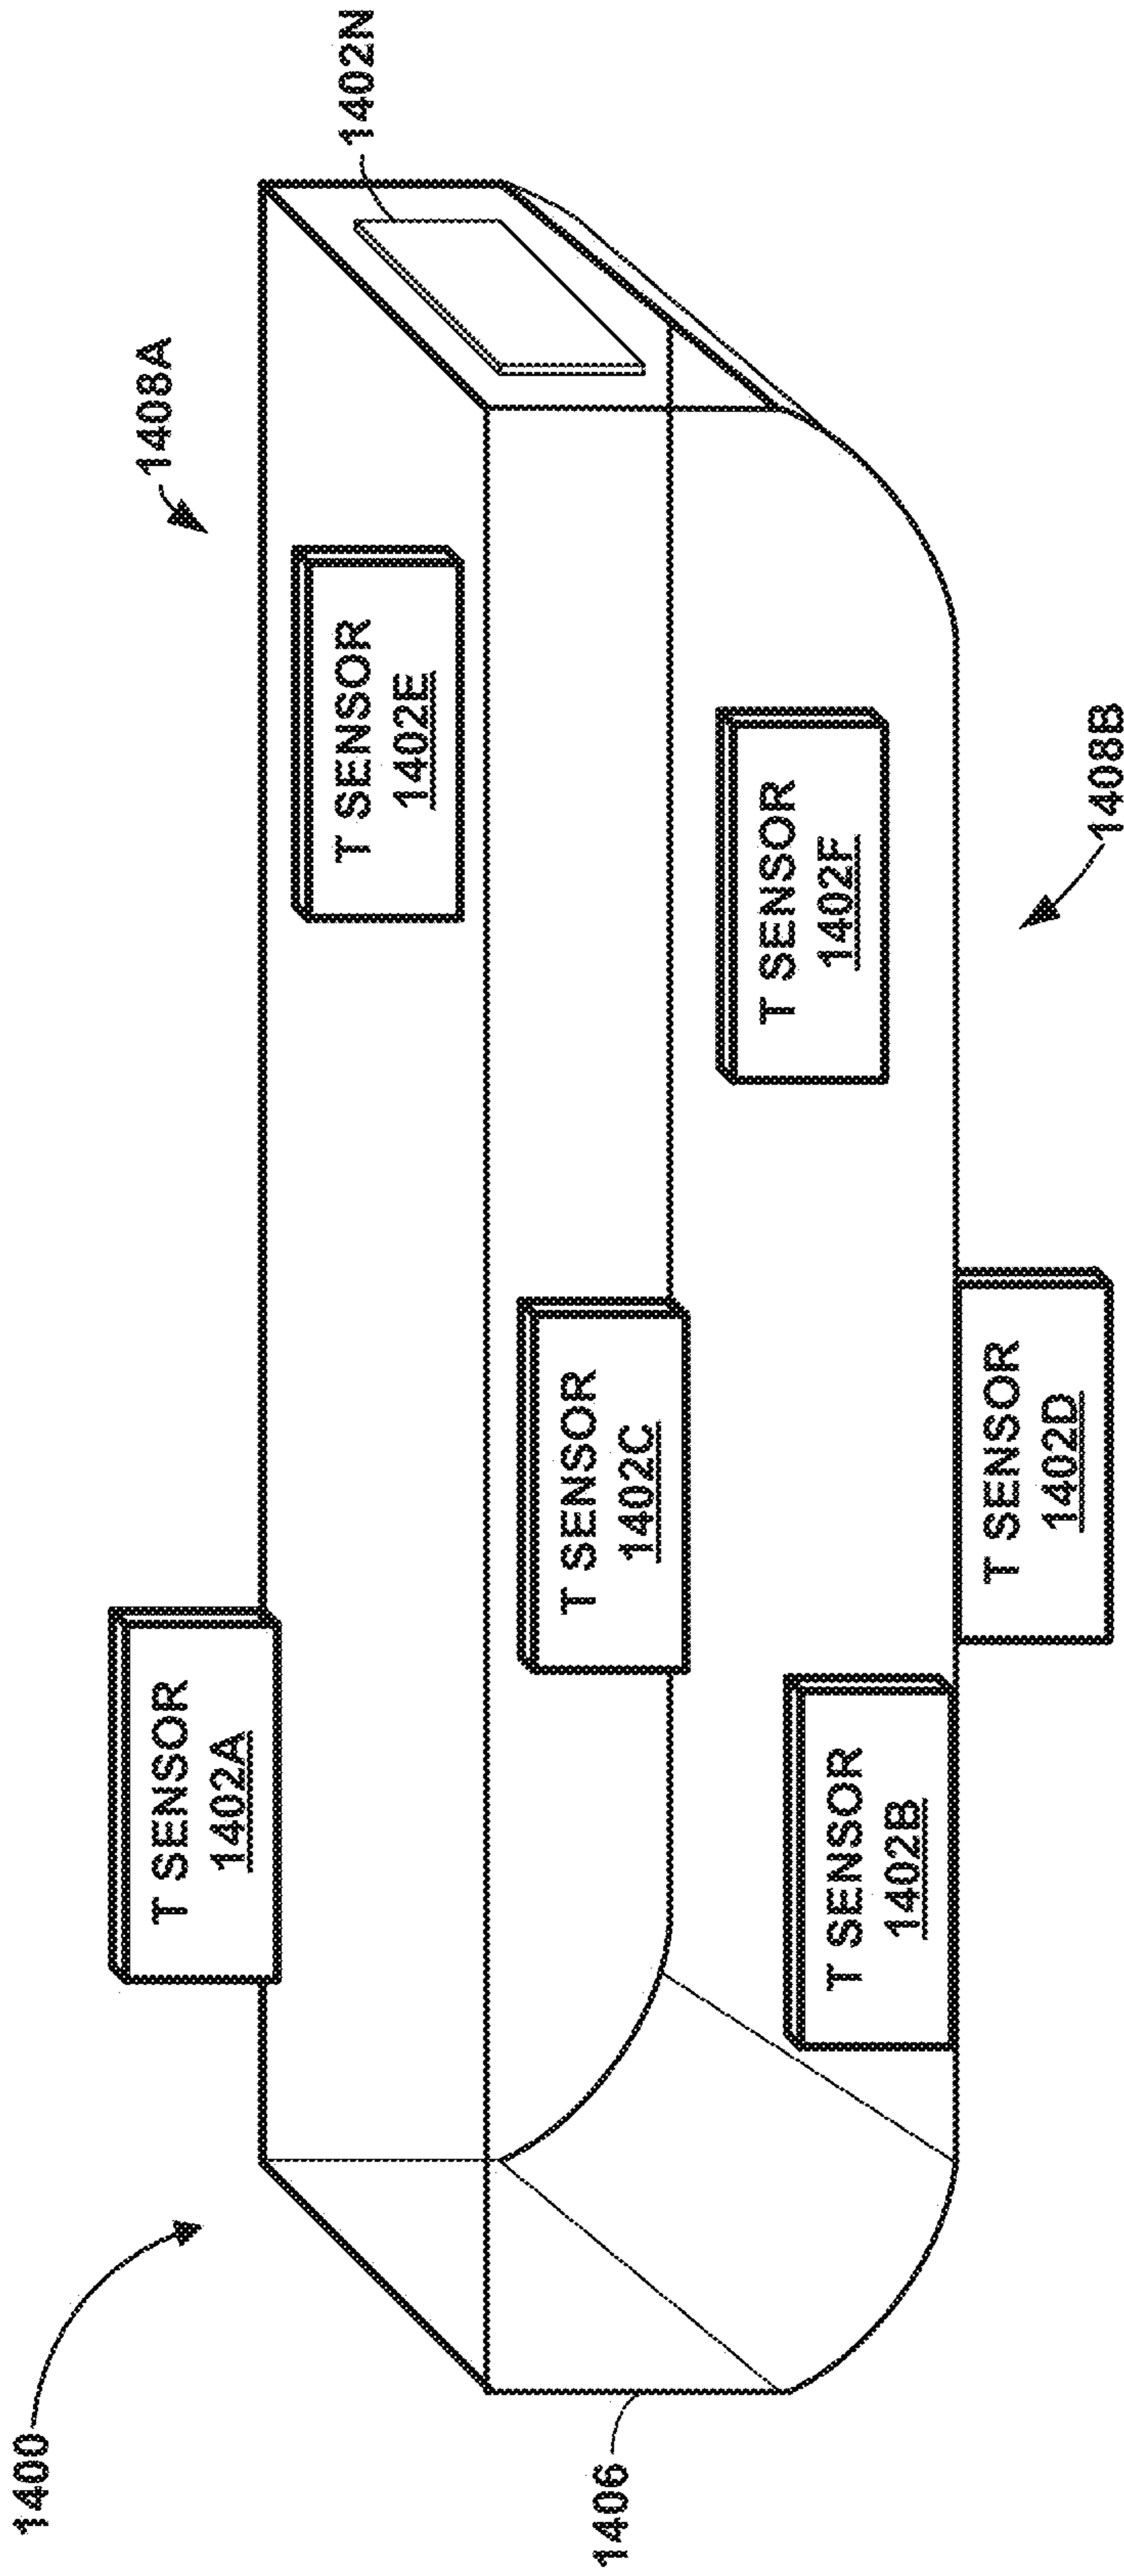 1400
T SENSOR
1402A
1408A
1402N
T SENSOR
1402E
T SENSOR
1402C
T SENSOR
1402F
1406
T SENSOR
1402B
T SENSOR
1402D
1408B